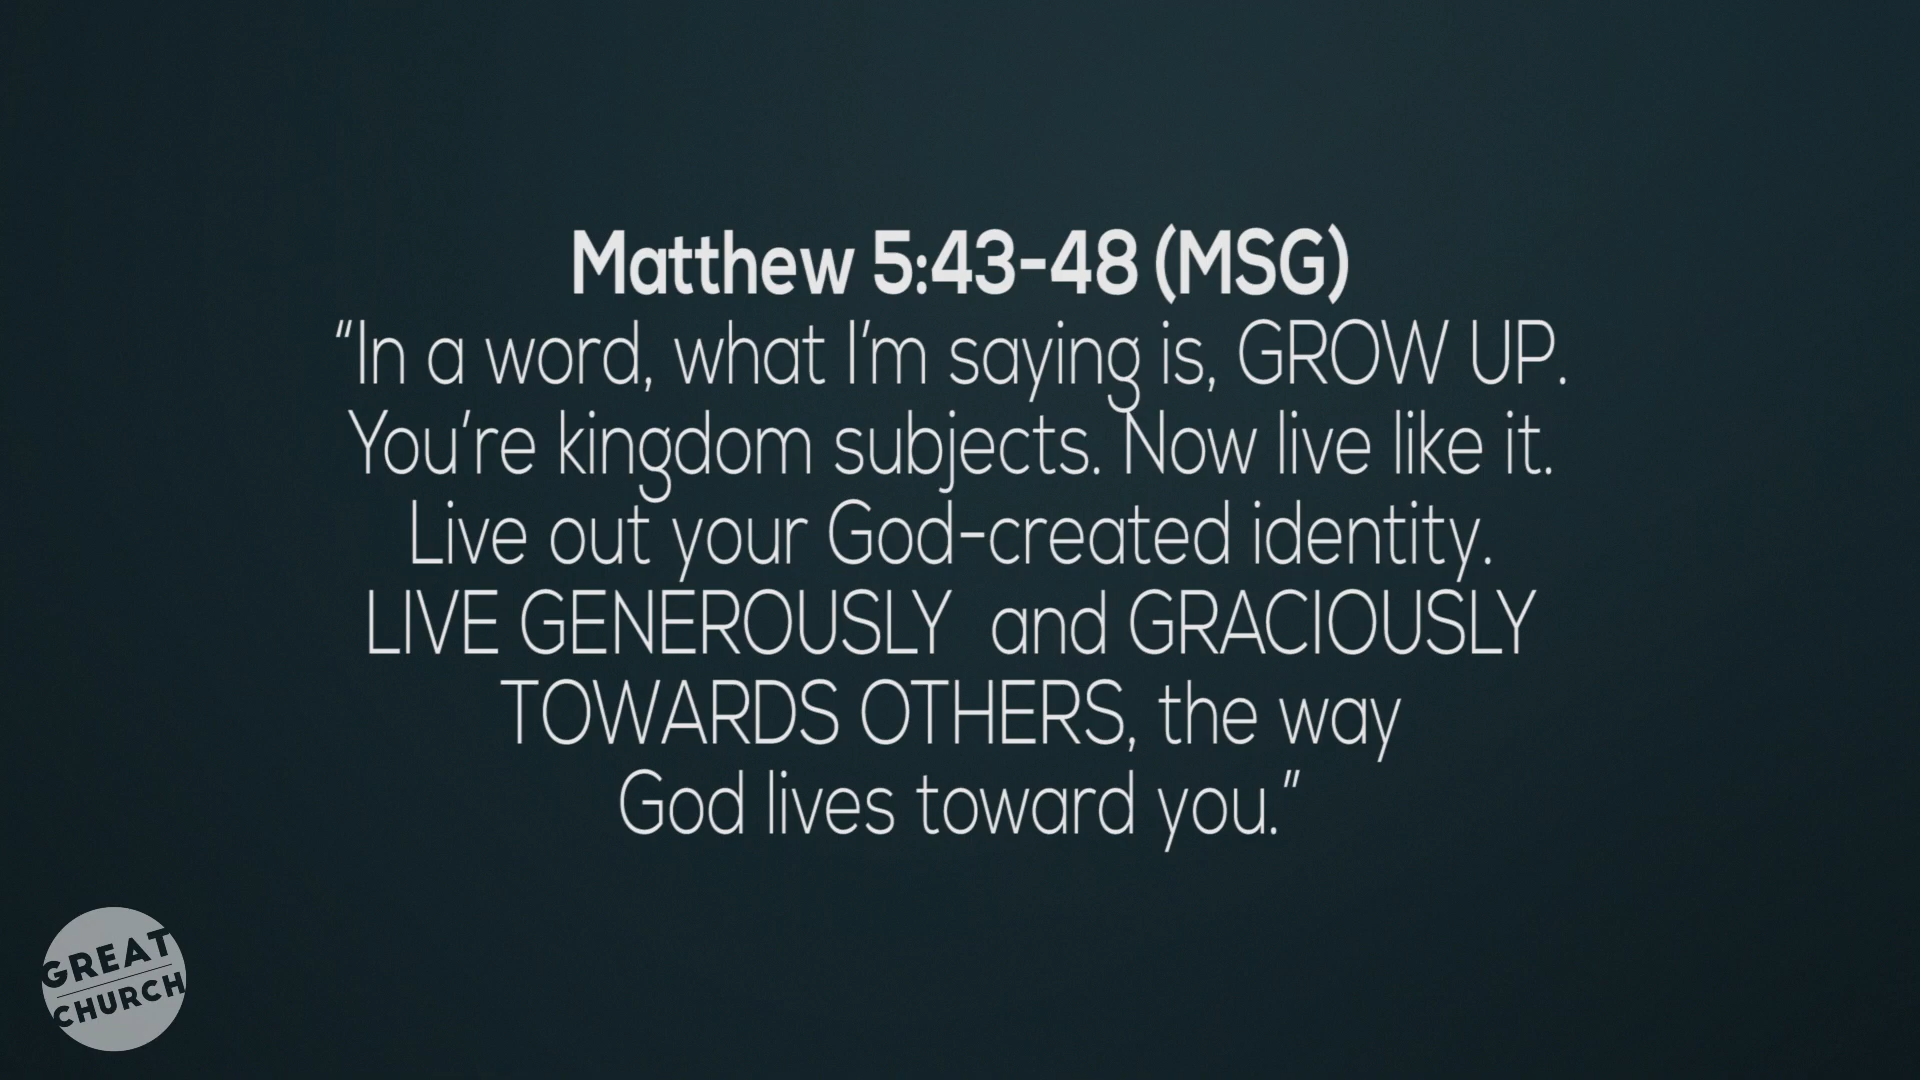 Matthew 5:43-48 (MSG)
“In a word, what I’m saying is, GROW UP.
You’re kingdom subjects. Now live like it.
Live out your God-created identity.
LIVE GENEROUSLY  and GRACIOUSLY
TOWARDS OTHERS, the way
God lives toward you.”
GREAT
CHURCH